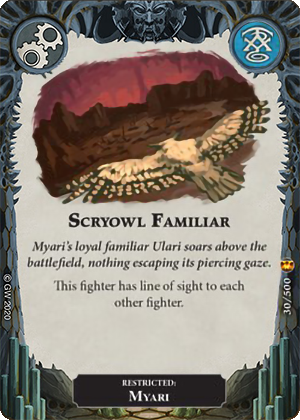 Scryowl Familiar
Myari's loyal familiar Ulari soars above the
battlefield, nothing escaping its piercing gaze.
This fighter has line of sight to each
other fighter.
© GW 2020
30/500
RESTRICTED:
Myari